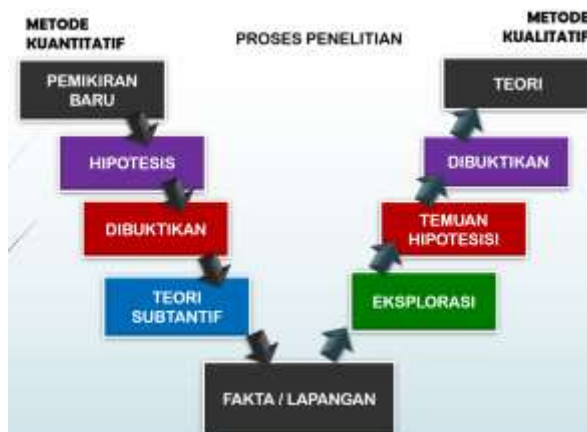 METODE
KUANTITATIF
PROSES PENELITIAN
METODE
KUALITATIF
PEMIKIRAN
BARU
TEORI
HIPOTESIS
DIBUKTIKAN
DIBUKTIKAN
TEMUAN
HIPOTESISI
TEORI
SUBTANTIF
EKSPLORASI
FAKTA / LAPANGAN